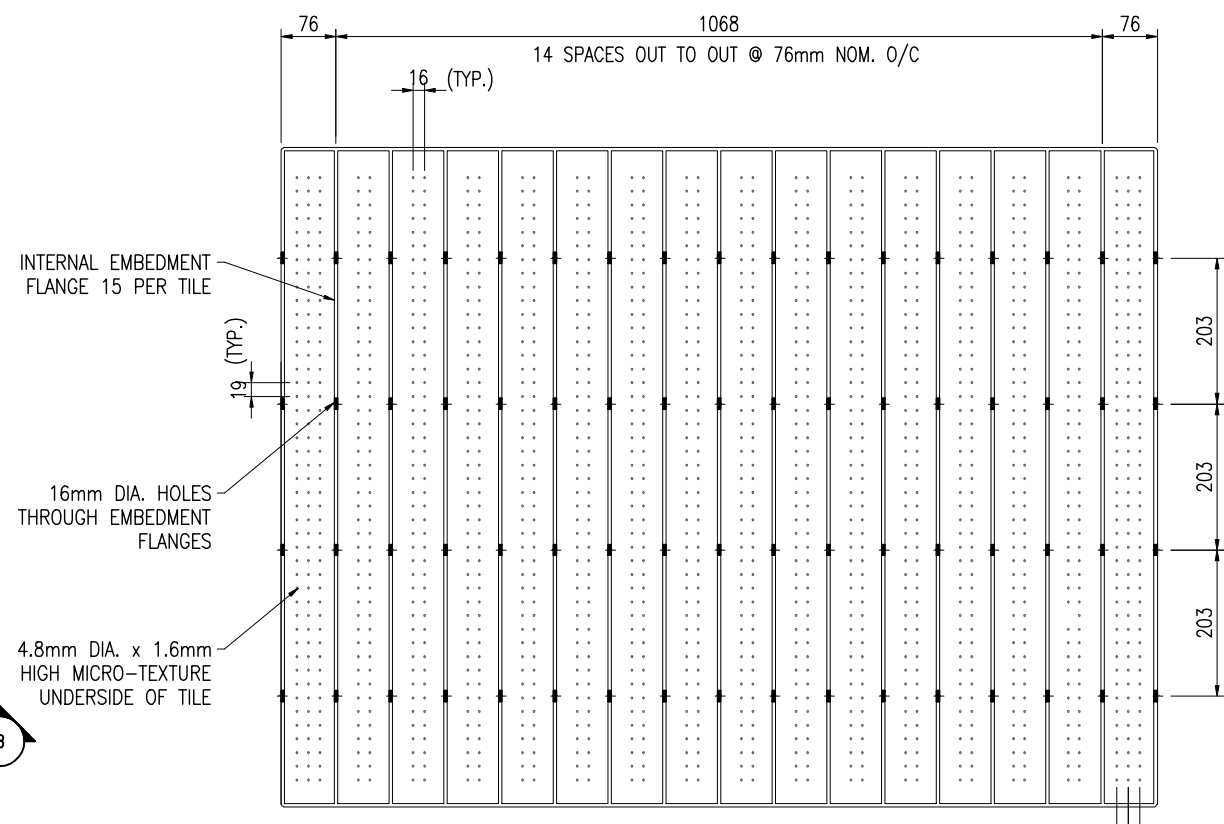 76
1068
76
14 SPACES OUT TO OUT @ 76mm NOM. O/C
16 (TYP.)
INTERNAL EMBEDMENT
FLANGE 15 PER TILE
203
19 (TYP.)
203
16mm DIA. HOLES
THROUGH EMBEDMENT
FLANGES
203
4.8mm DIA. x 1.6mm
HIGH MICRO-TEXTURE
UNDERSIDE OF TILE